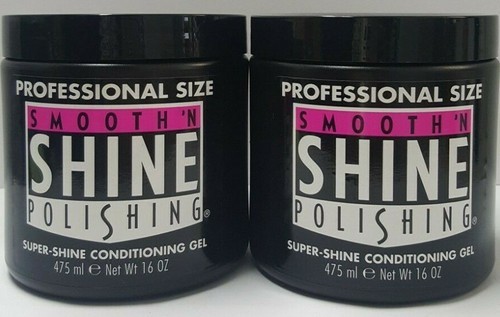 PROFESSIONAL SIZE
SMOOTH 'N
SHINE
POLISHING®
SUPER-SHINE CONDITIONING GEL
475 ml ℮ Net Wt 16 OZ
PROFESSIONAL SIZE
SMOOTH 'N
SHINE
POLISHING®
SUPER-SHINE CONDITIONING GEL
475 ml ℮ Net Wt 16 OZ